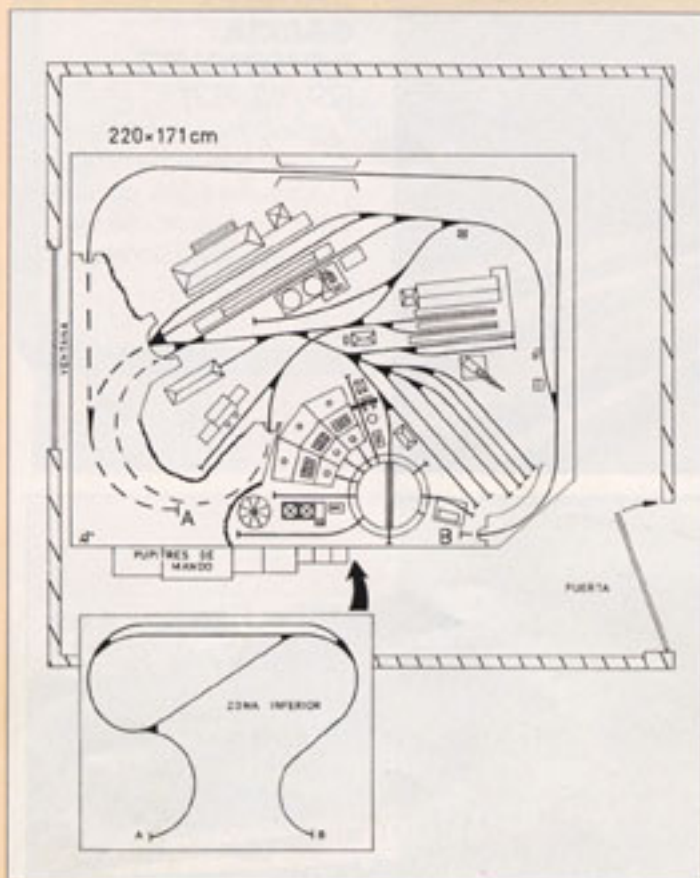 220×171cm
VENTANA
A
B
PUPITRES DE
MANDO
PUERTA
ZONA INFERIOR
A
B